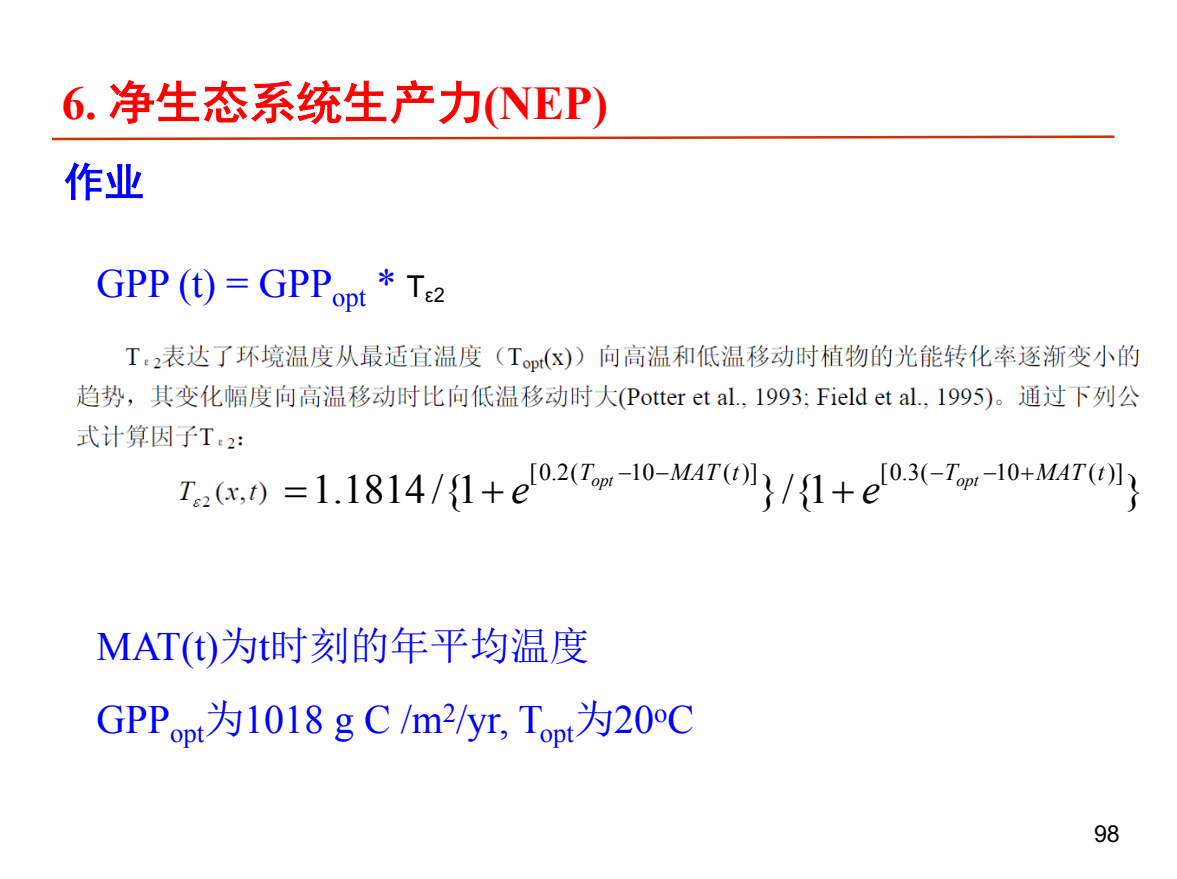 6. 净生态系统生产力(NEP)
作业
GPP (t) = GPPopt * Tε2
Tε2表达了环境温度从最适宜温度（Topt(x)）向高温和低温移动时植物的光能转化率逐渐变小的
趋势，其变化幅度向高温移动时比向低温移动时大(Potter et al., 1993; Field et al., 1995)。通过下列公
式计算因子Tε2：
Tε2(x,t) =1.1814/{1+e^[0.2(Topt−10−MAT(t)]}/{1+e^[0.3(−Topt−10+MAT(t)]}
MAT(t)为t时刻的年平均温度
GPPopt为1018 g C /m²/yr, Topt为20ºC
98